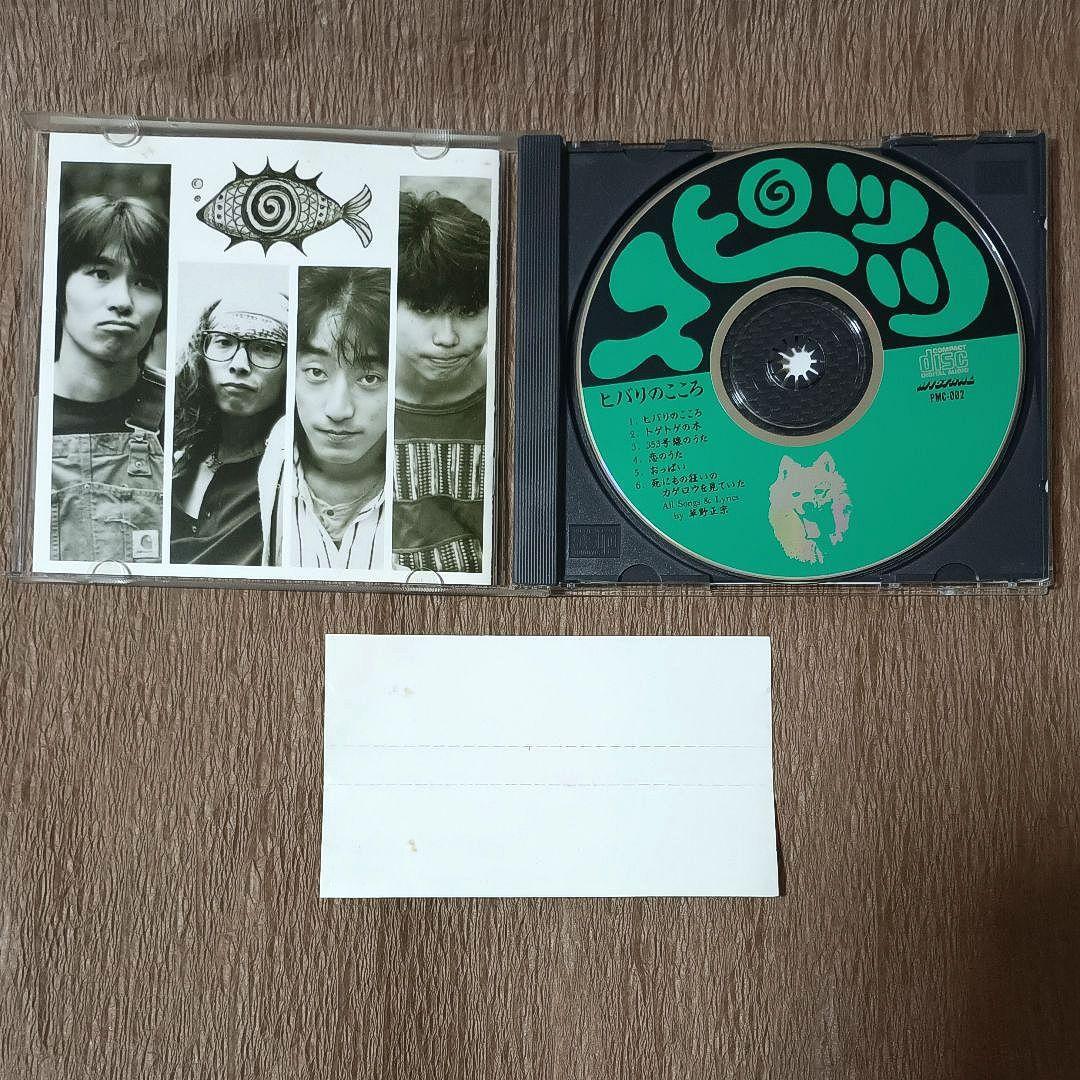 スピッツ
COMPACT
disc
DIGITAL AUDIO
PMC-002
ヒバリのこころ
1. ヒバリのこころ
2. トゲトゲの木
3. 353号線のうた
4. 恋のうた
5. おっぱい
6. 死にもの狂いの
カゲロウを見ていた
All Songs & Lyrics
by 草野正宗